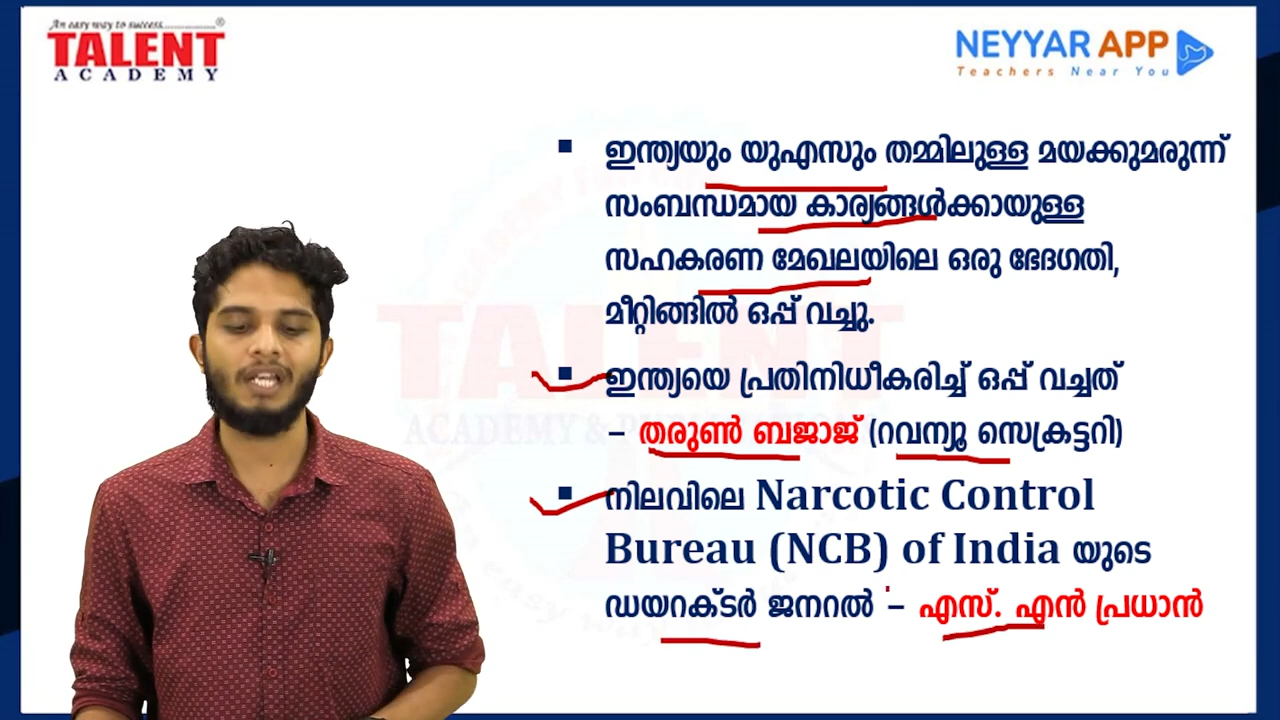 An easy way to success............®
TALENT
ACADEMY
NEYYAR APP
Teachers Near You
▪ ഇന്ത്യയും യുഎസും തമ്മിലുള്ള മയക്കുമരുന്ന്
സംബന്ധമായ കാര്യങ്ങൾക്കായുള്ള
സഹകരണ മേഖലയിലെ ഒരു ഭേദഗതി,
മീറ്റിങ്ങിൽ ഒപ്പ് വച്ചു.
▪ ഇന്ത്യയെ പ്രതിനിധീകരിച്ച് ഒപ്പ് വച്ചത്
– തരുൺ ബജാജ് (റവന്യൂ സെക്രട്ടറി)
▪ നിലവിലെ Narcotic Control
Bureau (NCB) of India യുടെ
ഡയറക്ടർ ജനറൽ – എസ്. എൻ പ്രധാൻ
TALENT